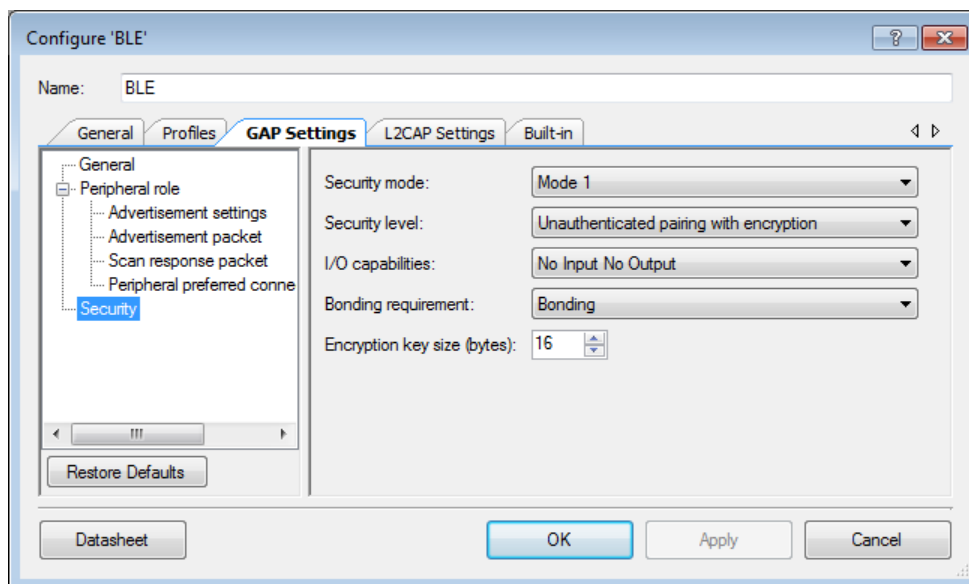 Configure 'BLE'
Name: BLE
General Profiles GAP Settings L2CAP Settings Built-in
General
Peripheral role
Advertisement settings
Advertisement packet
Scan response packet
Peripheral preferred conne
Security
Restore Defaults
Security mode: Mode 1
Security level: Unauthenticated pairing with encryption
I/O capabilities: No Input No Output
Bonding requirement: Bonding
Encryption key size (bytes): 16
Datasheet OK Apply Cancel